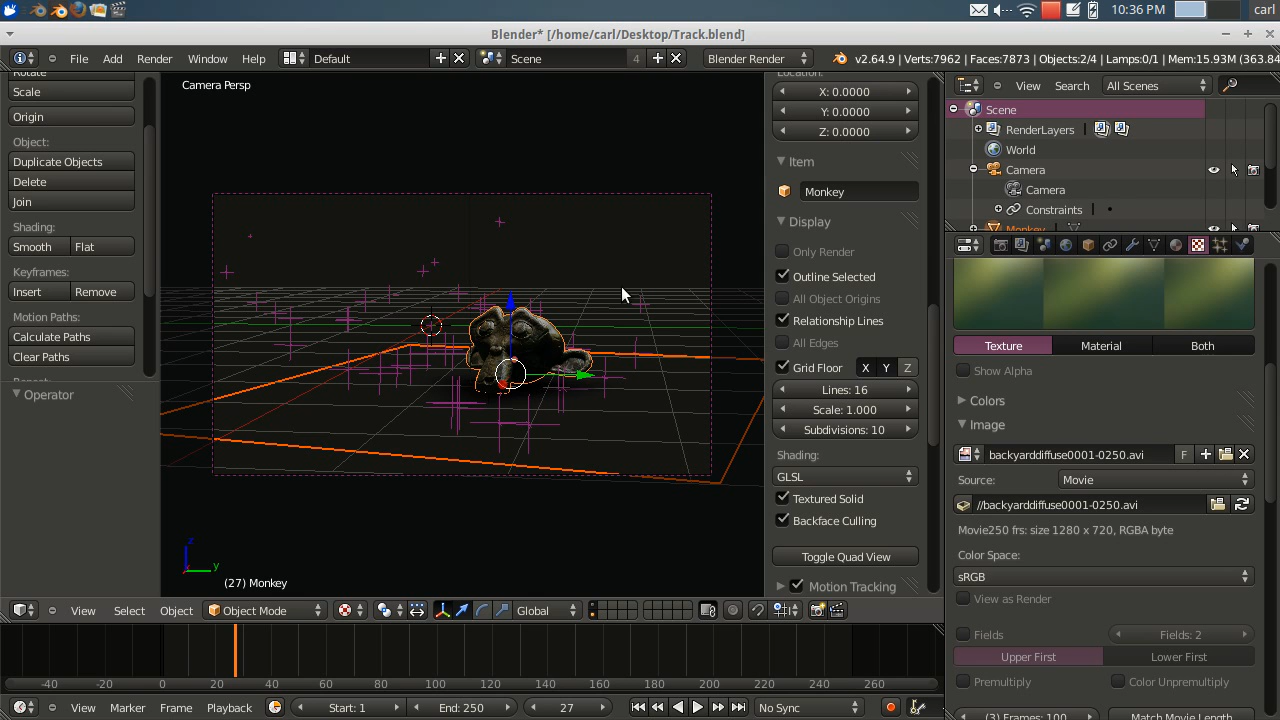 10:36 PM carl
Blender* [/home/carl/Desktop/Track.blend]
File Add Render Window Help Default Scene 4 Blender Render v2.64.9 | Verts:7962 | Faces:7873 | Objects:2/4 | Lamps:0/1 | Mem:15.93M (363.84
Rotate
Scale
Origin
Object:
Duplicate Objects
Delete
Join
Shading:
Smooth Flat
Keyframes:
Insert Remove
Motion Paths:
Calculate Paths
Clear Paths
Operator
Camera Persp
z
y
(27) Monkey
Location:
X: 0.0000
Y: 0.0000
Z: 0.0000
Item
Monkey
Display
Only Render
Outline Selected
All Object Origins
Relationship Lines
All Edges
Grid Floor X Y Z
Lines: 16
Scale: 1.000
Subdivisions: 10
Shading:
GLSL
Textured Solid
Backface Culling
Toggle Quad View
Motion Tracking
View Select Object Object Mode Global
-40 -20 0 20 40 60 80 100 120 140 160 180 200 220 240 260
View Marker Frame Playback Start: 1 End: 250 27 No Sync
View Search All Scenes
Scene
RenderLayers
World
Camera
Camera
Constraints
Monkey
Texture Material Both
Show Alpha
Colors
Image
backyarddiffuse0001-0250.avi F
Source: Movie
//backyarddiffuse0001-0250.avi
Movie250 frs: size 1280 x 720, RGBA byte
Color Space:
sRGB
View as Render
Fields Fields: 2
Upper First Lower First
Premultiply Color Unpremultiply
(3) Frames: 100 Match Movie Length